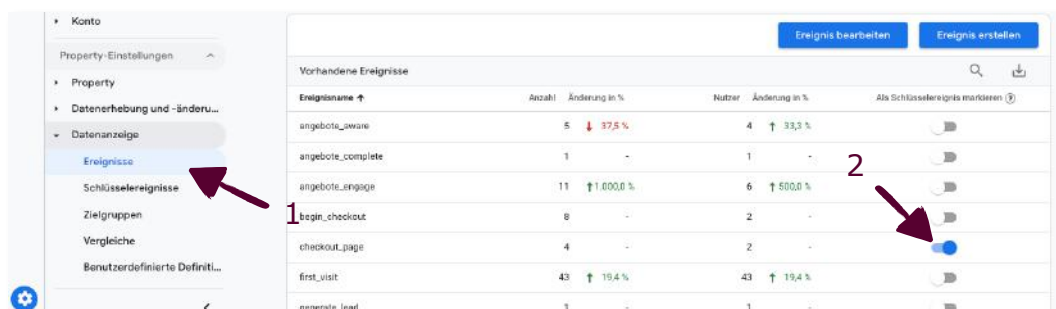 Konto
Property-Einstellungen
Property
Datenerhebung und -änderu...
Datenanzeige
Ereignisse
Schlüsselereignisse
Zielgruppen
Vergleiche
Benutzerdefinierte Definiti...
1
Ereignis bearbeiten Ereignis erstellen
Vorhandene Ereignisse
Ereignisname ↑ Anzahl Änderung in % Nutzer Änderung in % Als Schlüsselereignis markieren ?
angebote_aware 5 ↓ 37,5 % 4 ↑ 33,3 %
angebote_complete 1 - 1 -
2
angebote_engage 11 ↑ 1.000,0 % 6 ↑ 500,0 %
begin_checkout 8 - 2 -
checkout_page 4 - 2 -
first_visit 43 ↑ 19,4 % 43 ↑ 19,4 %
generate_lead 1 - 1 -